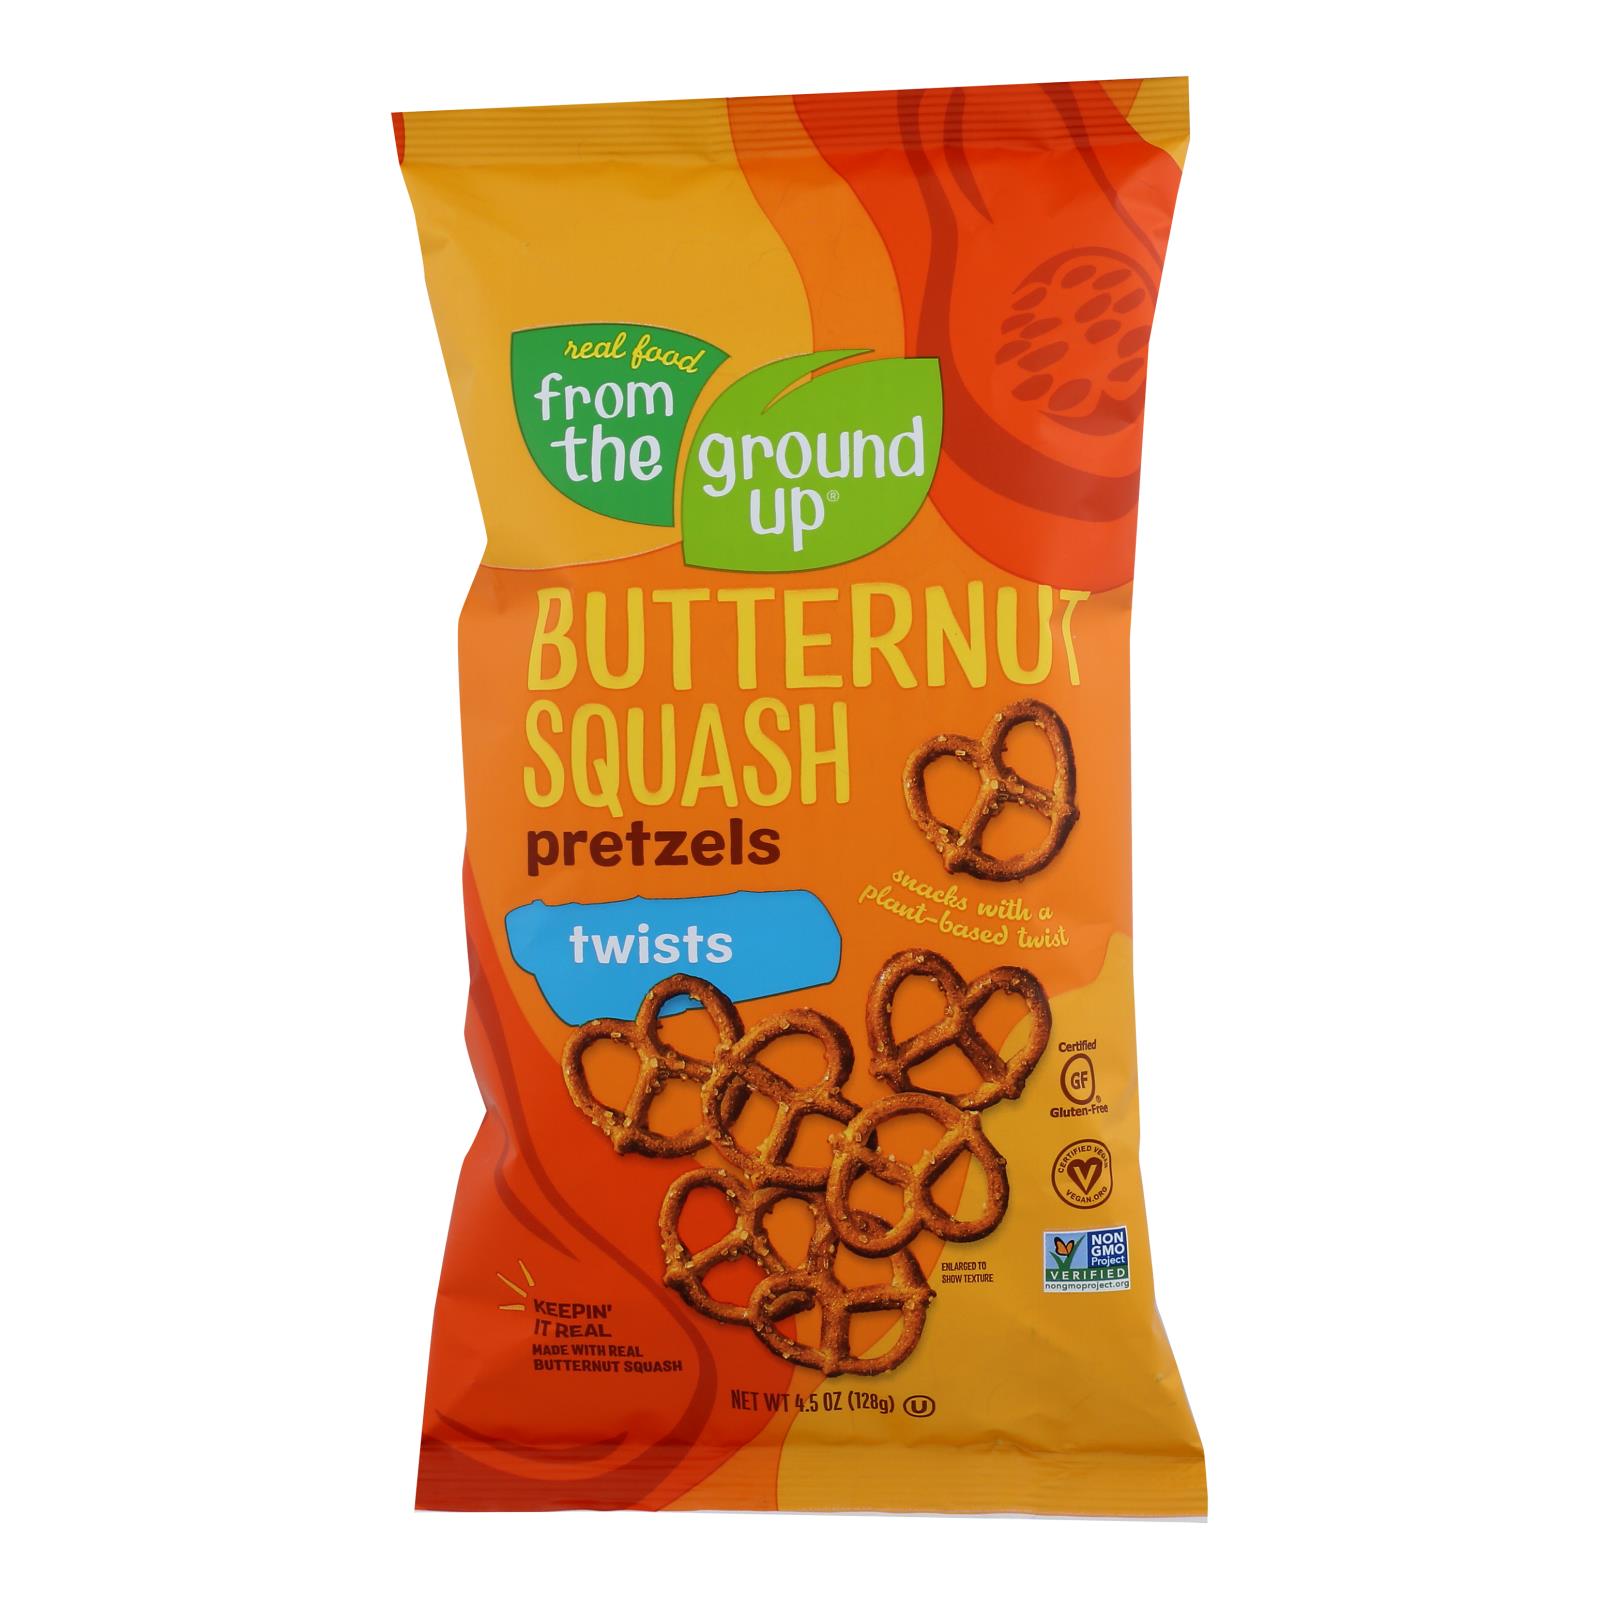 real food
from
the
ground
up®
BUTTERNUT
SQUASH
pretzels
twists
snacks with a
plant-based twist
Certified
GF
®
Gluten-Free
CERTIFIED VEGAN
V
VEGAN.ORG
NON
GMO
Project
VERIFIED
nongmoproject.org
ENLARGED TO
SHOW TEXTURE
KEEPIN'
IT REAL
MADE WITH REAL
BUTTERNUT SQUASH
NET WT 4.5 OZ (128g) U